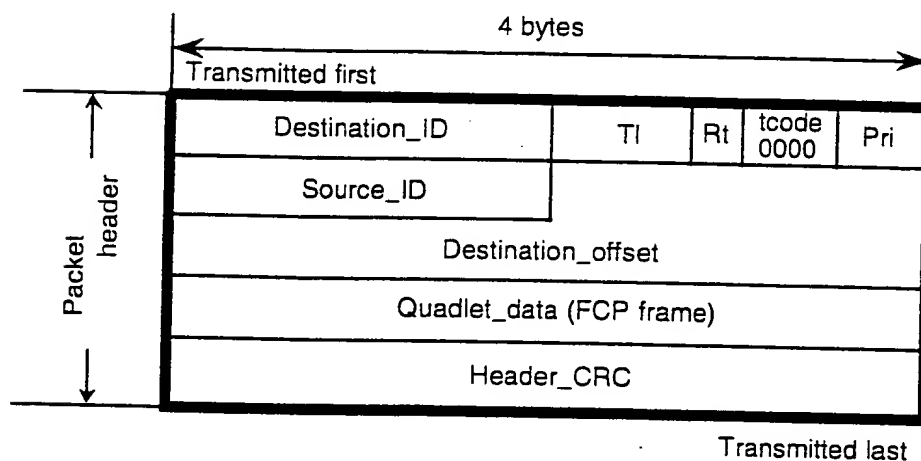 4 bytes
Transmitted first
Destination_ID
Tl
Rt
tcode
0000
Pri
Source_ID
Destination_offset
Quadlet_data (FCP frame)
Header_CRC
Packet
header
Transmitted last